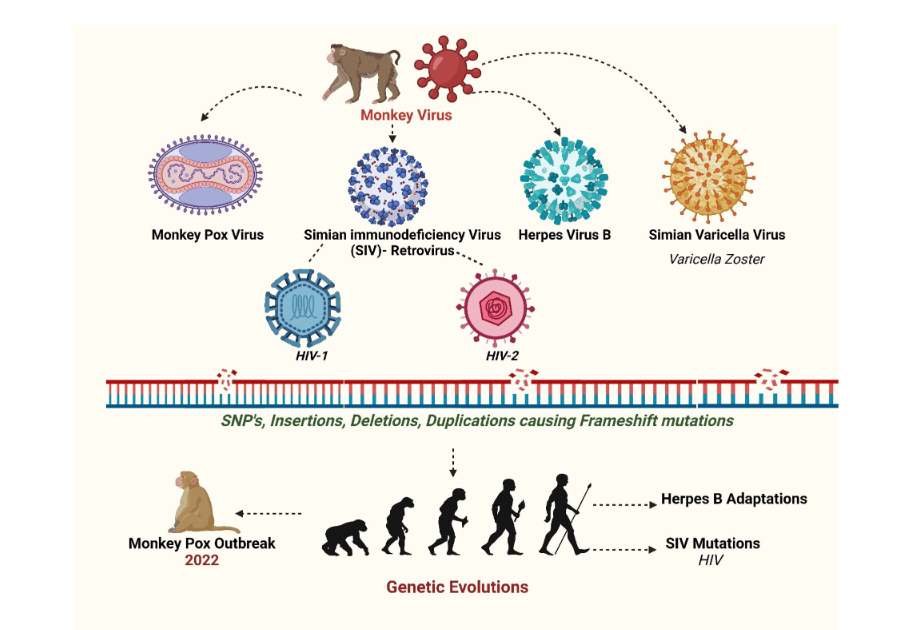 Monkey Virus
Monkey Pox Virus
Simian immunodeficiency Virus
(SIV)- Retrovirus
Herpes Virus B
Simian Varicella Virus
Varicella Zoster
HIV-1
HIV-2
SNP's, Insertions, Deletions, Duplications causing Frameshift mutations
Monkey Pox Outbreak
2022
Herpes B Adaptations
SIV Mutations
HIV
Genetic Evolutions